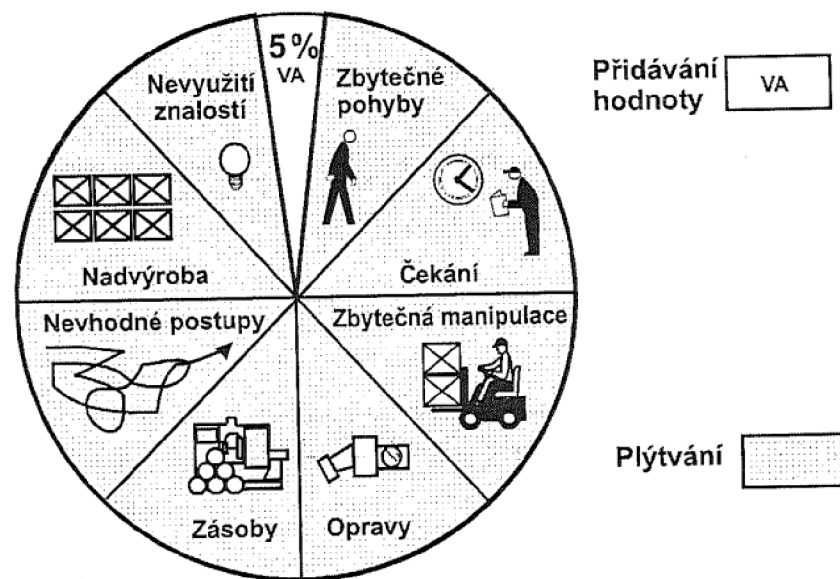 5%
VA
Nevyužití
znalostí
Zbytečné
pohyby
Přidávání
hodnoty
VA
Nadvýroba
Čekání
Nevhodné postupy
Zbytečná manipulace
Plýtvání
Zásoby
Opravy